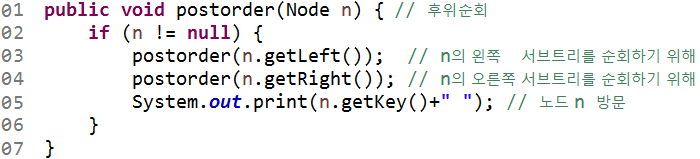 01 public void postorder(Node n) { // 후위순회
02     if (n != null) {
03         postorder(n.getLeft());  // n의 왼쪽  서브트리를 순회하기 위해
04         postorder(n.getRight()); // n의 오른쪽 서브트리를 순회하기 위해
05         System.out.print(n.getKey()+" "); // 노드 n 방문
06     }
07 }